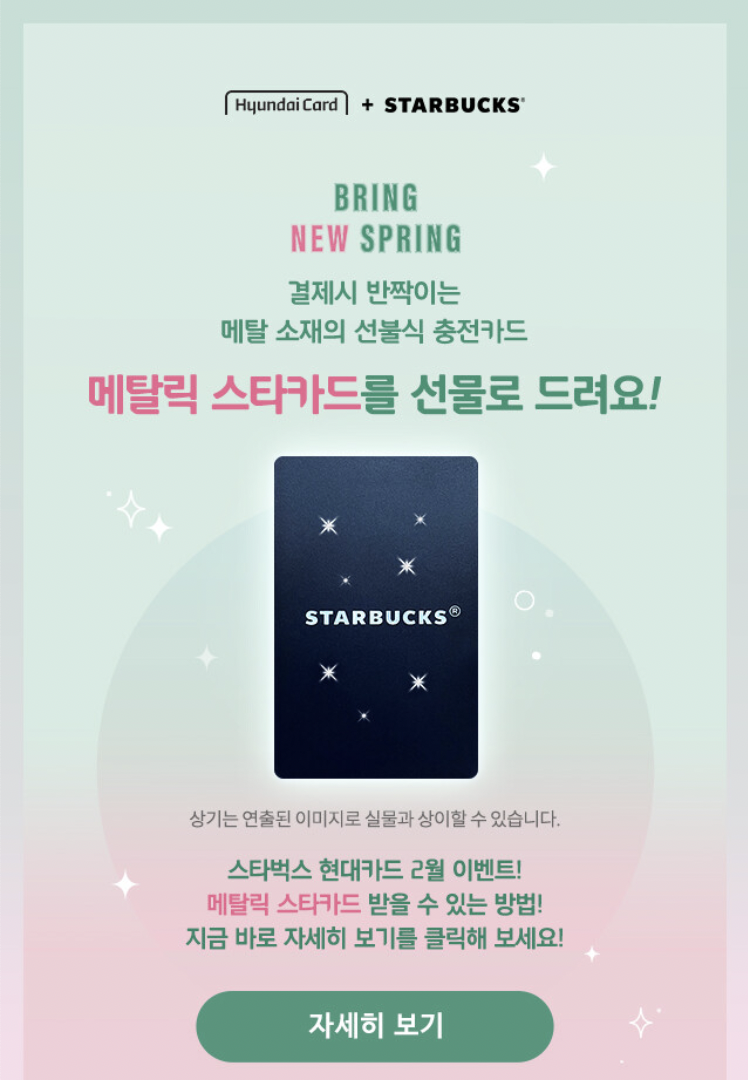 Hyundai Card + STARBUCKS®
BRING
NEW SPRING
결제시 반짝이는
메탈 소재의 선불식 충전카드
메탈릭 스타카드를 선물로 드려요!
STARBUCKS®
상기는 연출된 이미지로 실물과 상이할 수 있습니다.
스타벅스 현대카드 2월 이벤트!
메탈릭 스타카드 받을 수 있는 방법!
지금 바로 자세히 보기를 클릭해 보세요!
자세히 보기